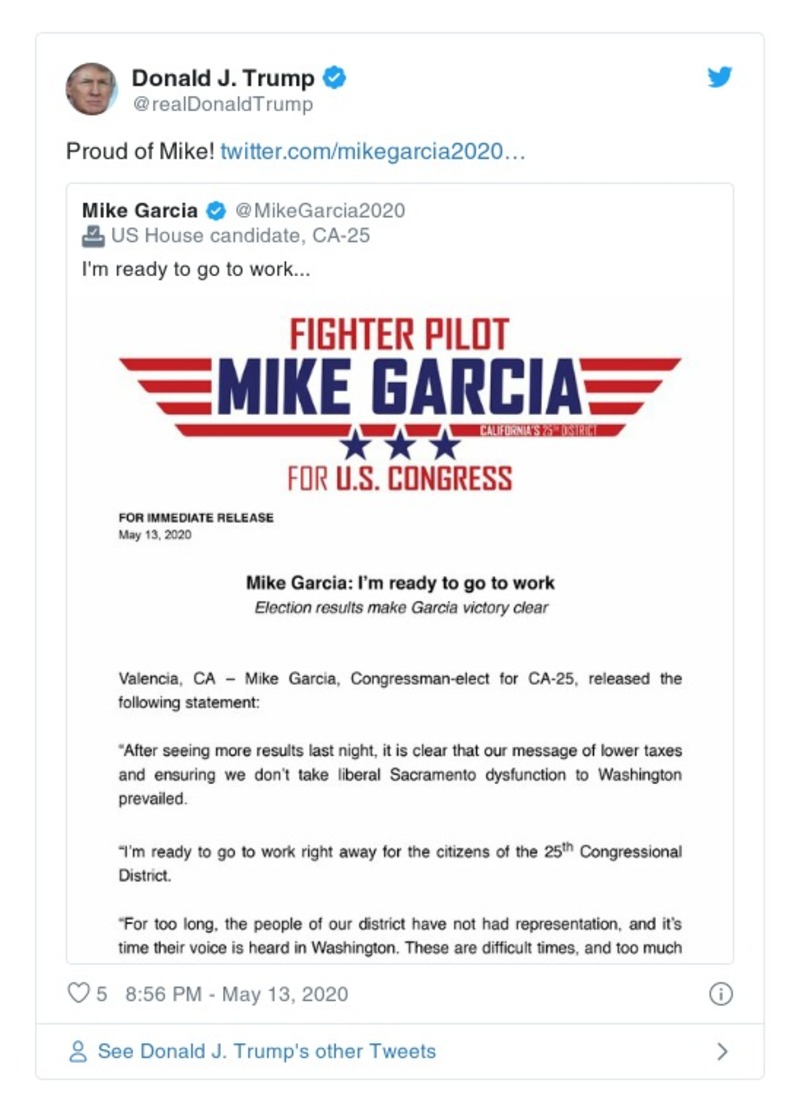 Donald J. Trump
@realDonaldTrump
Proud of Mike! twitter.com/mikegarcia2020…
Mike Garcia @MikeGarcia2020
US House candidate, CA-25
I'm ready to go to work...
FIGHTER PILOT
MIKE GARCIA
CALIFORNIA'S 25TH DISTRICT
FOR U.S. CONGRESS
FOR IMMEDIATE RELEASE
May 13, 2020
Mike Garcia: I'm ready to go to work
Election results make Garcia victory clear
Valencia, CA – Mike Garcia, Congressman-elect for CA-25, released the
following statement:
“After seeing more results last night, it is clear that our message of lower taxes
and ensuring we don't take liberal Sacramento dysfunction to Washington
prevailed.
“I'm ready to go to work right away for the citizens of the 25th Congressional
District.
“For too long, the people of our district have not had representation, and it's
time their voice is heard in Washington. These are difficult times, and too much
5 8:56 PM - May 13, 2020
See Donald J. Trump's other Tweets